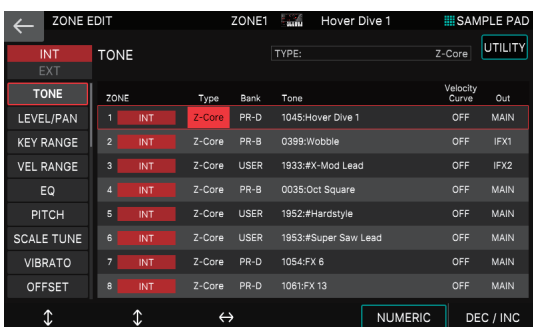 ZONE EDIT ZONE1 Hover Dive 1 SAMPLE PAD
INT TONE TYPE: Z-Core UTILITY
EXT
TONE ZONE Type Bank Tone Velocity Curve Out
LEVEL/PAN 1 INT Z-Core PR-D 1045:Hover Dive 1 OFF MAIN
KEY RANGE 2 INT Z-Core PR-B 0399:Wobble OFF IFX1
VEL RANGE 3 INT Z-Core USER 1933:#X-Mod Lead OFF IFX2
EQ 4 INT Z-Core PR-B 0035:Oct Square OFF MAIN
PITCH 5 INT Z-Core USER 1952:#Hardstyle OFF MAIN
SCALE TUNE 6 INT Z-Core USER 1953:#Super Saw Lead OFF MAIN
VIBRATO 7 INT Z-Core PR-D 1054:FX 6 OFF MAIN
OFFSET 8 INT Z-Core PR-D 1061:FX 13 OFF MAIN
NUMERIC DEC / INC